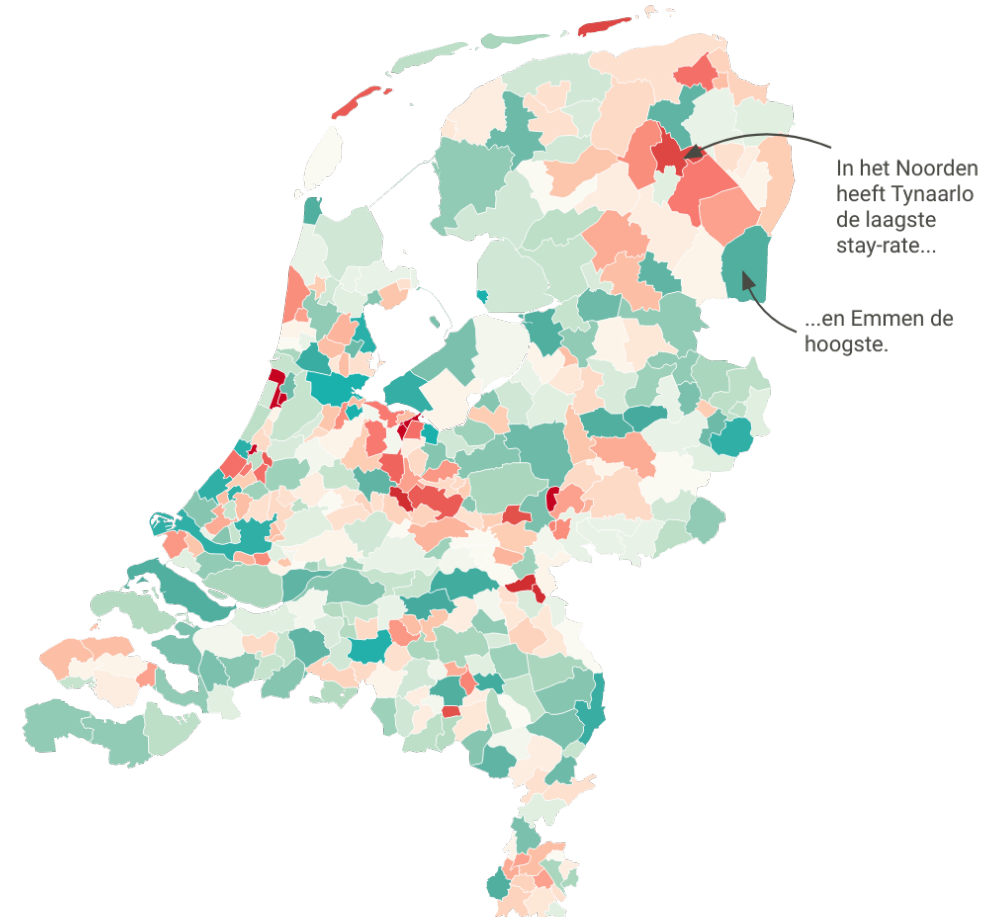 In het Noorden
heeft Tynaarlo
de laagste
stay-rate...
...en Emmen de
hoogste.